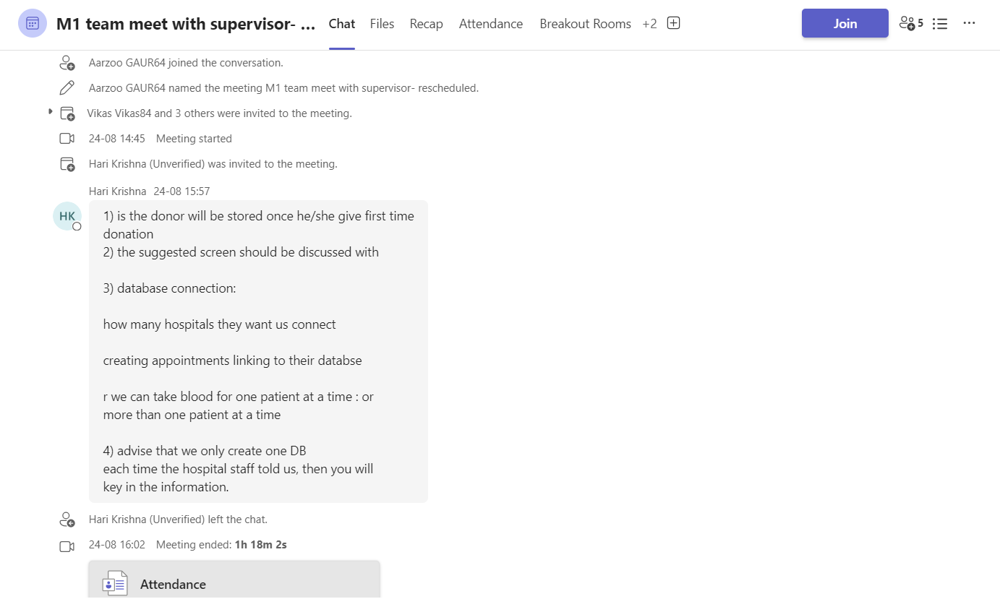 M1 team meet with supervisor- ...
Chat
Files
Recap
Attendance
Breakout Rooms
+2
Join
5
Aarzoo GAUR64 joined the conversation.
Aarzoo GAUR64 named the meeting M1 team meet with supervisor- rescheduled.
Vikas Vikas84 and 3 others were invited to the meeting.
24-08 14:45 Meeting started
Hari Krishna (Unverified) was invited to the meeting.
Hari Krishna 24-08 15:57
HK
1) is the donor will be stored once he/she give first time
donation
2) the suggested screen should be discussed with
3) database connection:
how many hospitals they want us connect
creating appointments linking to their databse
r we can take blood for one patient at a time : or
more than one patient at a time
4) advise that we only create one DB
each time the hospital staff told us, then you will
key in the information.
Hari Krishna (Unverified) left the chat.
24-08 16:02 Meeting ended: 1h 18m 2s
Attendance